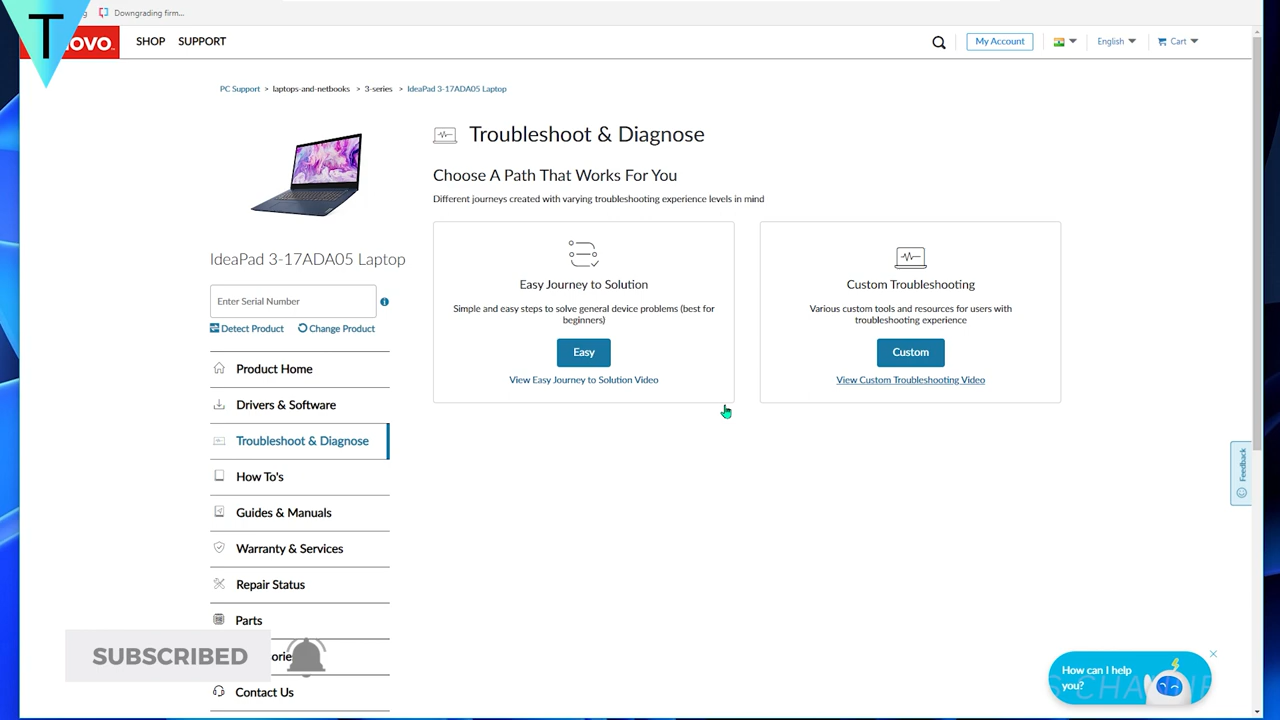 Downgrading firm...
T
SHOP
SUPPORT
My Account
English
Cart
PC Support > laptops-and-netbooks > 3-series > IdeaPad 3-17ADA05 Laptop
Troubleshoot & Diagnose
Choose A Path That Works For You
Different journeys created with varying troubleshooting experience levels in mind
Easy Journey to Solution
Simple and easy steps to solve general device problems (best for
beginners)
Easy
View Easy Journey to Solution Video
Custom Troubleshooting
Various custom tools and resources for users with
troubleshooting experience
Custom
View Custom Troubleshooting Video
IdeaPad 3-17ADA05 Laptop
Enter Serial Number
Detect Product
Change Product
Product Home
Drivers & Software
Troubleshoot & Diagnose
How To's
Guides & Manuals
Warranty & Services
Repair Status
Parts
SUBSCRIBED
Contact Us
Feedback
How can I help
you?